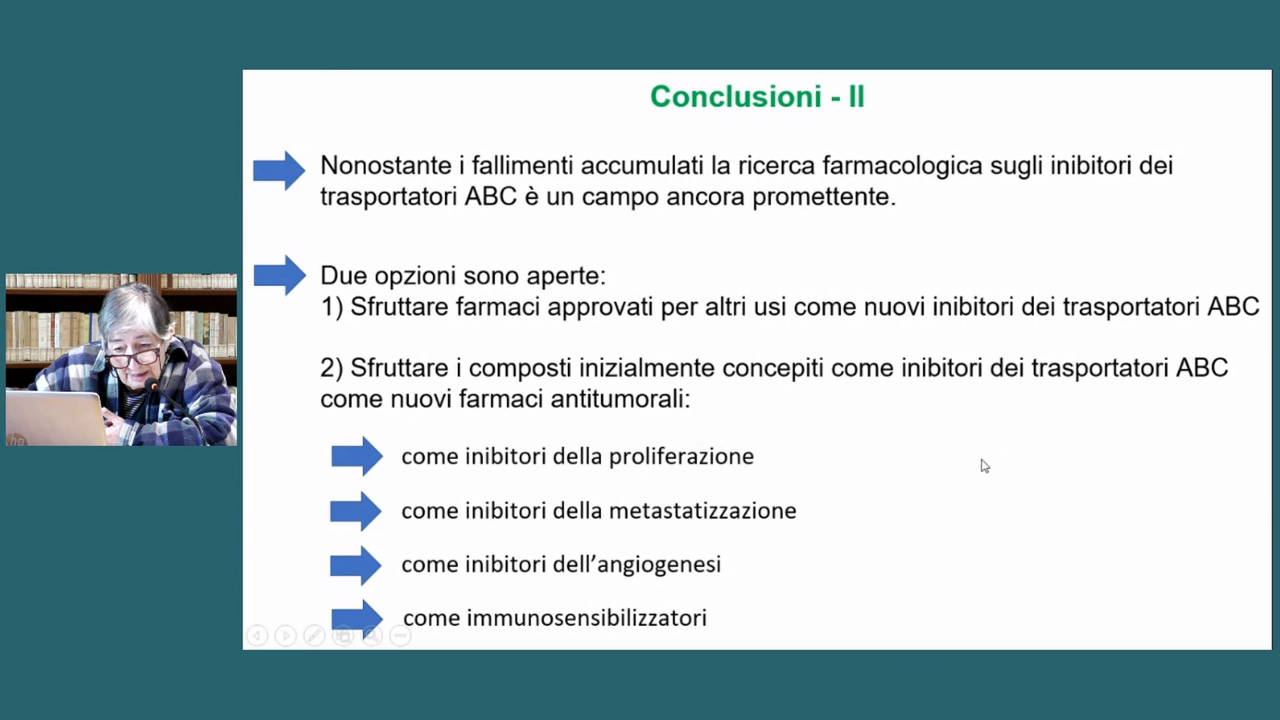 Conclusioni - II
Nonostante i fallimenti accumulati la ricerca farmacologica sugli inibitori dei
trasportatori ABC è un campo ancora promettente.
Due opzioni sono aperte:
1) Sfruttare farmaci approvati per altri usi come nuovi inibitori dei trasportatori ABC
2) Sfruttare i composti inizialmente concepiti come inibitori dei trasportatori ABC
come nuovi farmaci antitumorali:
come inibitori della proliferazione
come inibitori della metastatizzazione
come inibitori dell’angiogenesi
come immunosensibilizzatori
hp